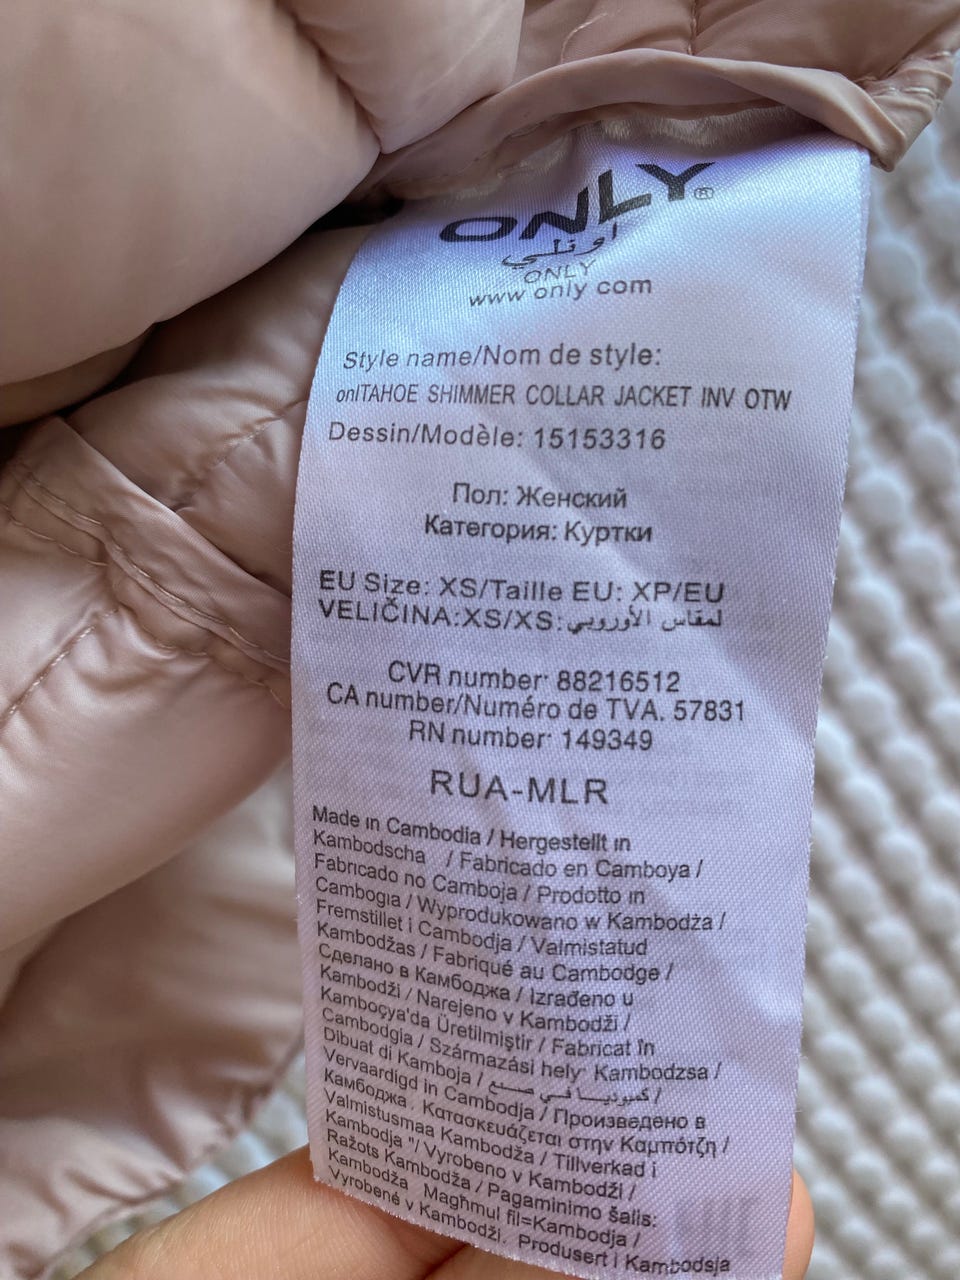 ONLY®
اونلي
ONLY
www only com
Style name/Nom de style:
onlTAHOE SHIMMER COLLAR JACKET INV OTW
Dessin/Modèle: 15153316
Пол: Женский
Категория: Куртки
EU Size: XS/Taille EU: XP/EU
VELIČINA:XS/XS:لمقاس الأوروبي
CVR number: 88216512
CA number/Numéro de TVA. 57831
RN number: 149349
RUA-MLR
Made in Cambodia / Hergestellt in
Kambodscha / Fabricado en Camboya /
Fabricado no Camboja / Prodotto in
Cambogia / Wyprodukowano w Kambodża /
Fremstillet i Cambodja / Valmistatud
Kambodžas / Fabriqué au Cambodge /
Сделано в Камбоджа / Izrađeno u
Kambodži / Narejeno v Kambodži /
Kamboçya'da Üretilmiştir / Fabricat în
Cambodgia / Származási hely: Kambodzsa /
Dibuat di Kamboja / كمبوديا في صنع /
Vervaardigd in Cambodja / Произведено в
Камбоджа . Κατασκευάζεται στην Καμπότζη /
Valmistusmaa Kambodža / Tillverkad i
Kambodja "/ Vyrobeno v Kambodži /
Ražots Kambodža / Pagaminimo šalis:
Kambodža Magħmul fil=Kambodja /
Vyrobené v Kambodži. Produsert i Kambodsja